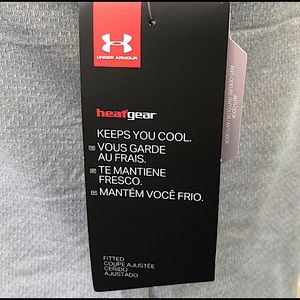 UNDER ARMOUR
heatgear
KEEPS YOU COOL.
VOUS GARDE
AU FRAIS.
TE MANTIENE
FRESCO.
MANTÉM VOCÊ FRIO.
FITTED
COUPE AJUSTÉE
CEÑIDO
AJUSTADO